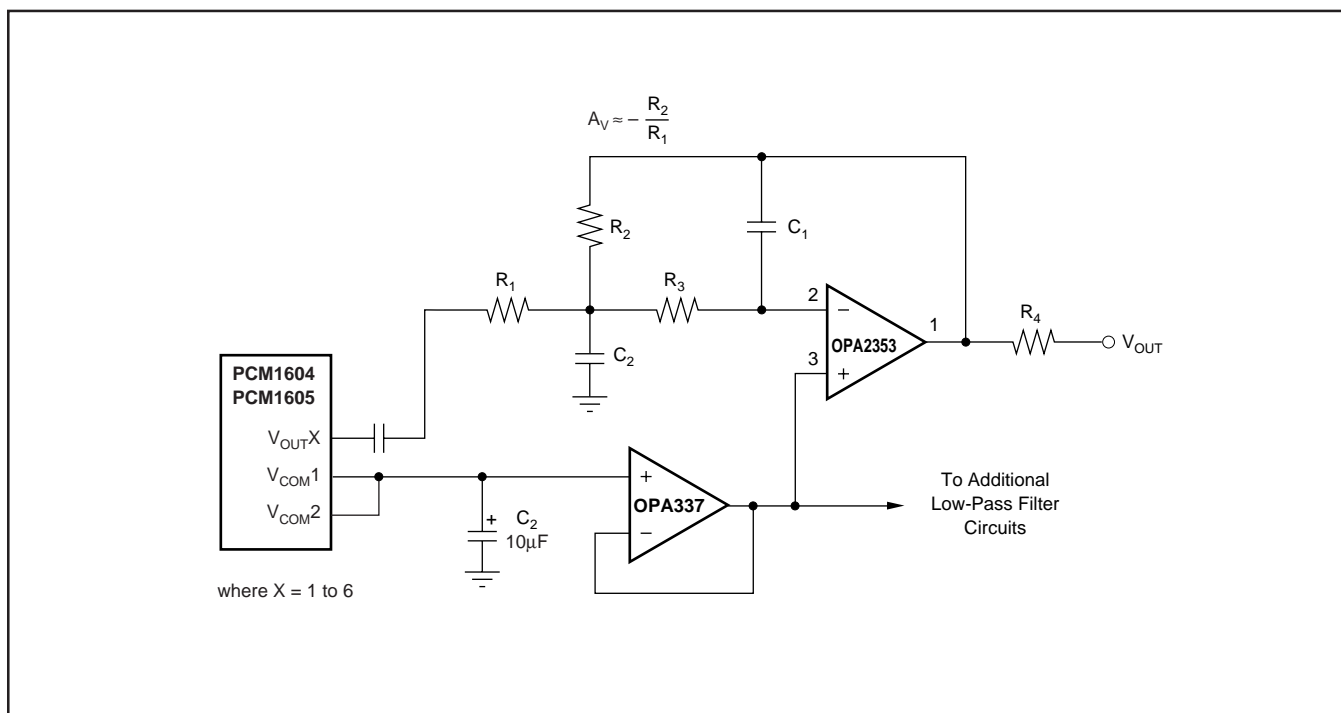 A_V ≈ − R_2
R_1
R_2
C_1
R_1
R_3
2
−
OPA2353
1
R_4
V_OUT
3
+
C_2
PCM1604
PCM1605
V_OUTX
V_COM1
V_COM2
+
OPA337
−
To Additional
Low-Pass Filter
Circuits
+
C_2
10µF
where X = 1 to 6